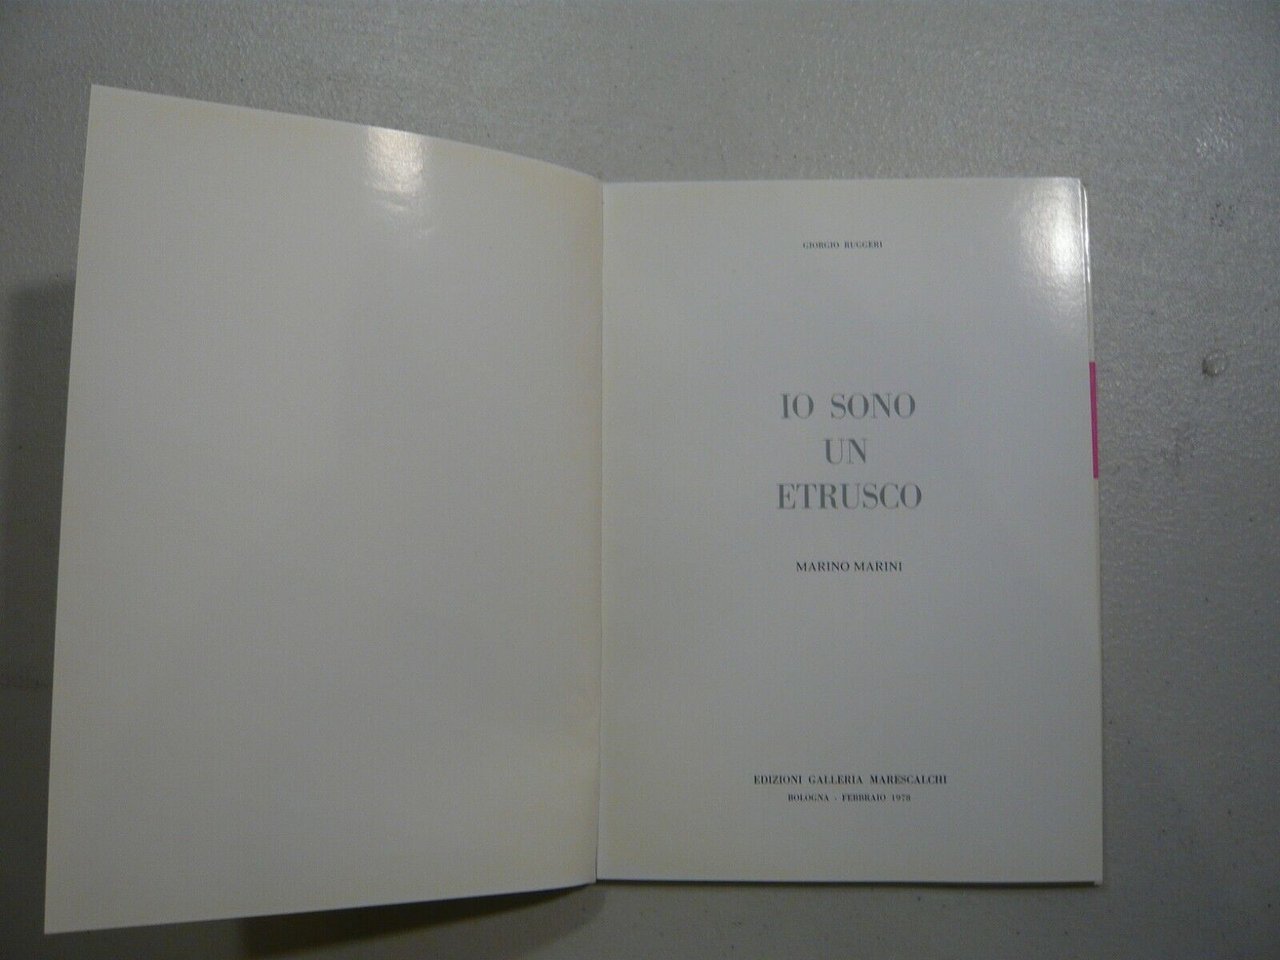 GIORGIO RUGGERI
IO SONO
UN
ETRUSCO
MARINO MARINI
EDIZIONI GALLERIA MARESCALCHI
BOLOGNA - FEBBRAIO 1978